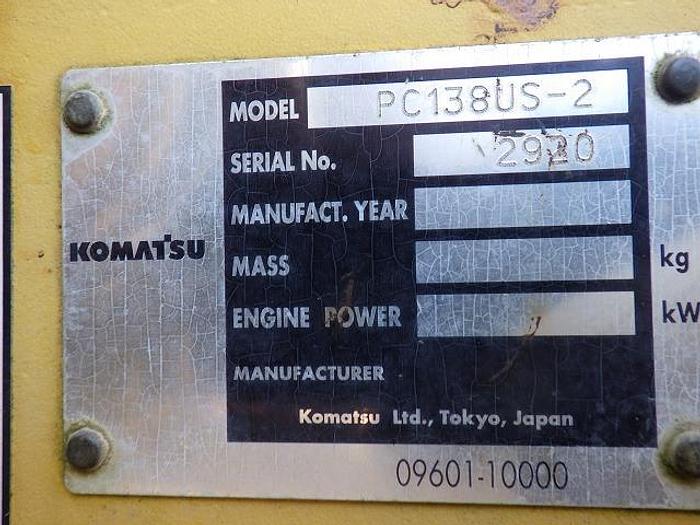 MODEL PC138US-2
SERIAL No. 2920
MANUFACT. YEAR
KOMATSU
MASS kg
ENGINE POWER kW
MANUFACTURER
Komatsu Ltd., Tokyo, Japan
09601-10000